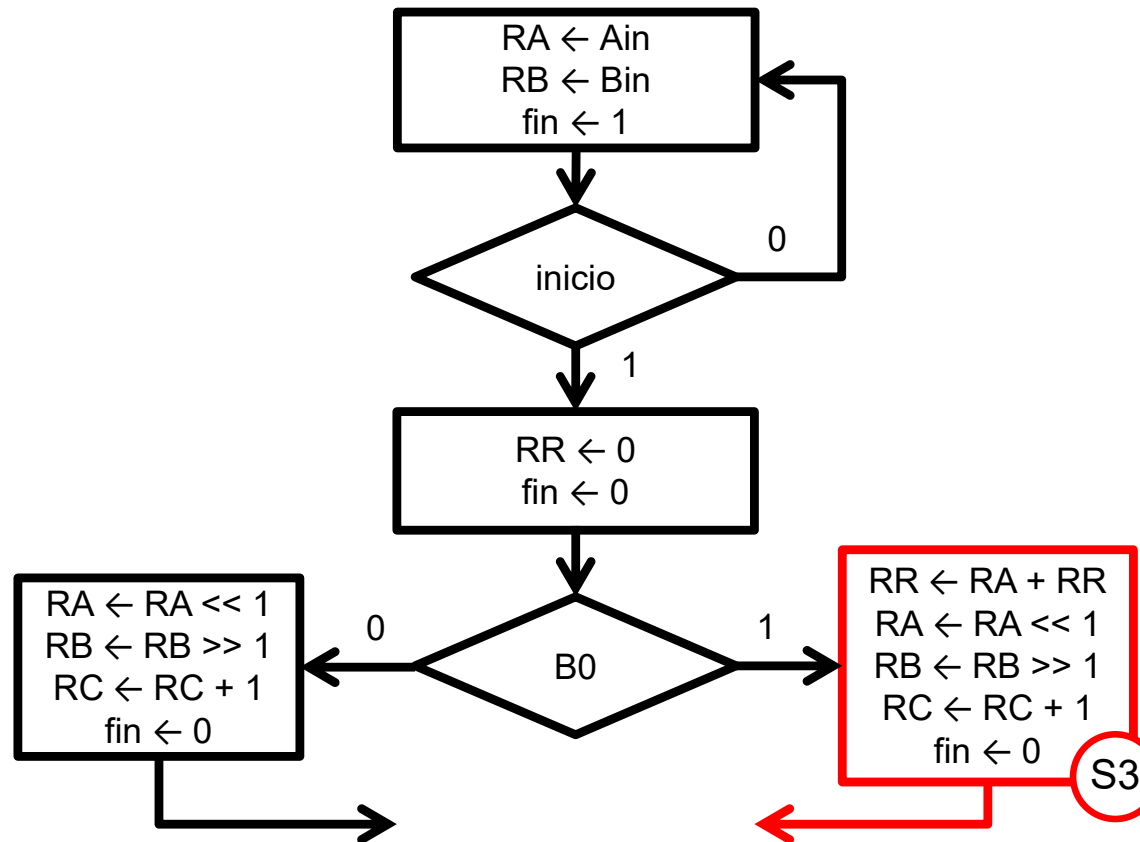 RA ← Ain
RB ← Bin
fin ← 1
0
inicio
1
RR ← 0
fin ← 0
RA ← RA << 1
RB ← RB >> 1
RC ← RC + 1
fin ← 0
0
B0
1
RR ← RA + RR
RA ← RA << 1
RB ← RB >> 1
RC ← RC + 1
fin ← 0
S3